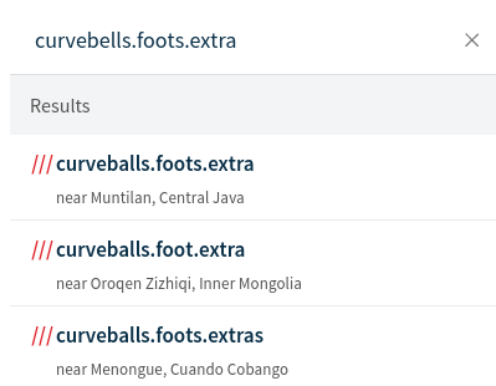 curvebells.foots.extra
Results
///curveballs.foots.extra
near Muntilan, Central Java
///curveballs.foot.extra
near Oroqen Zizhiqi, Inner Mongolia
///curveballs.foots.extras
near Menongue, Cuando Cobango